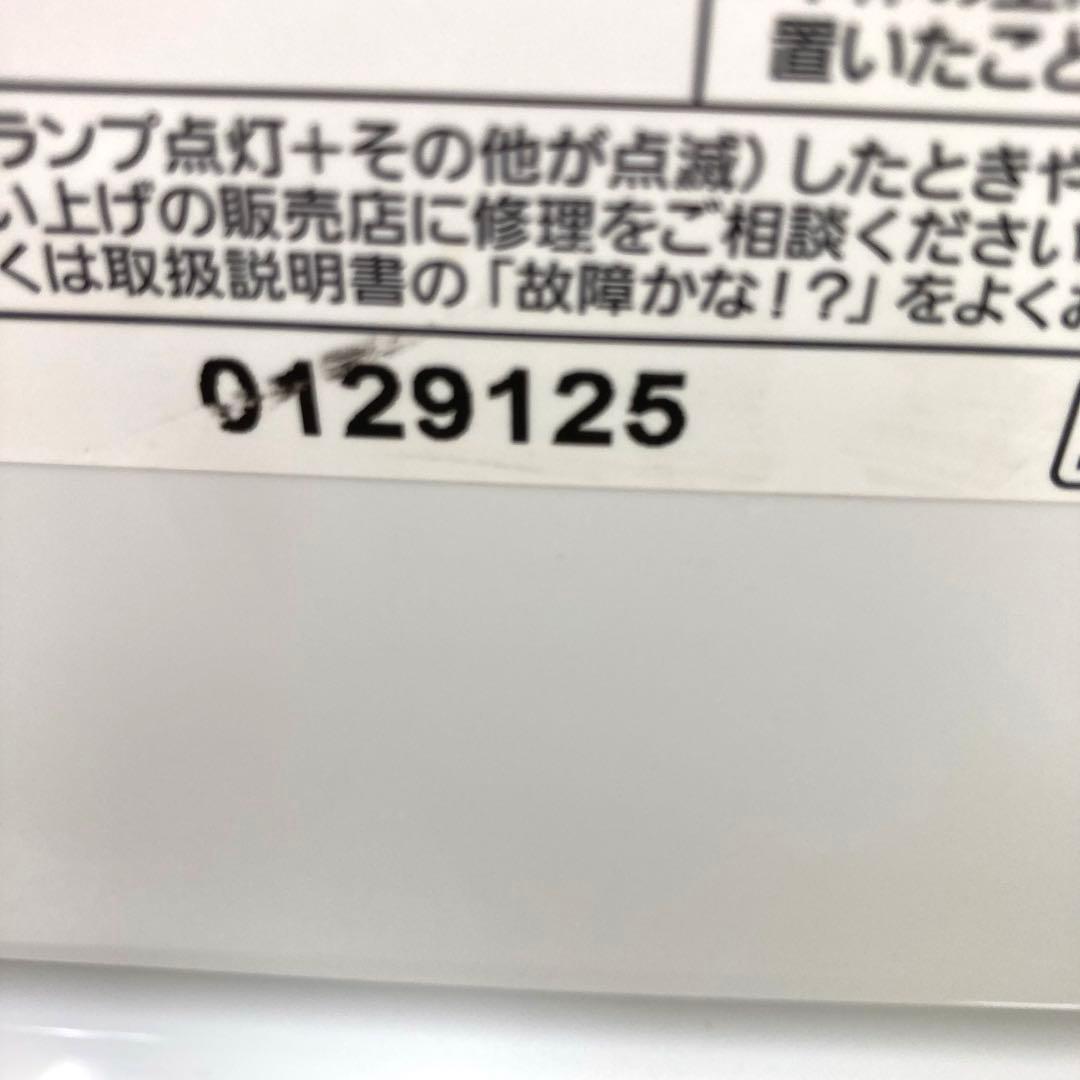 置いたこと
ランプ点灯＋その他が点滅）したときや
い上げの販売店に修理をご相談ください
くは取扱説明書の「故障かな！？」をよくお
0129125